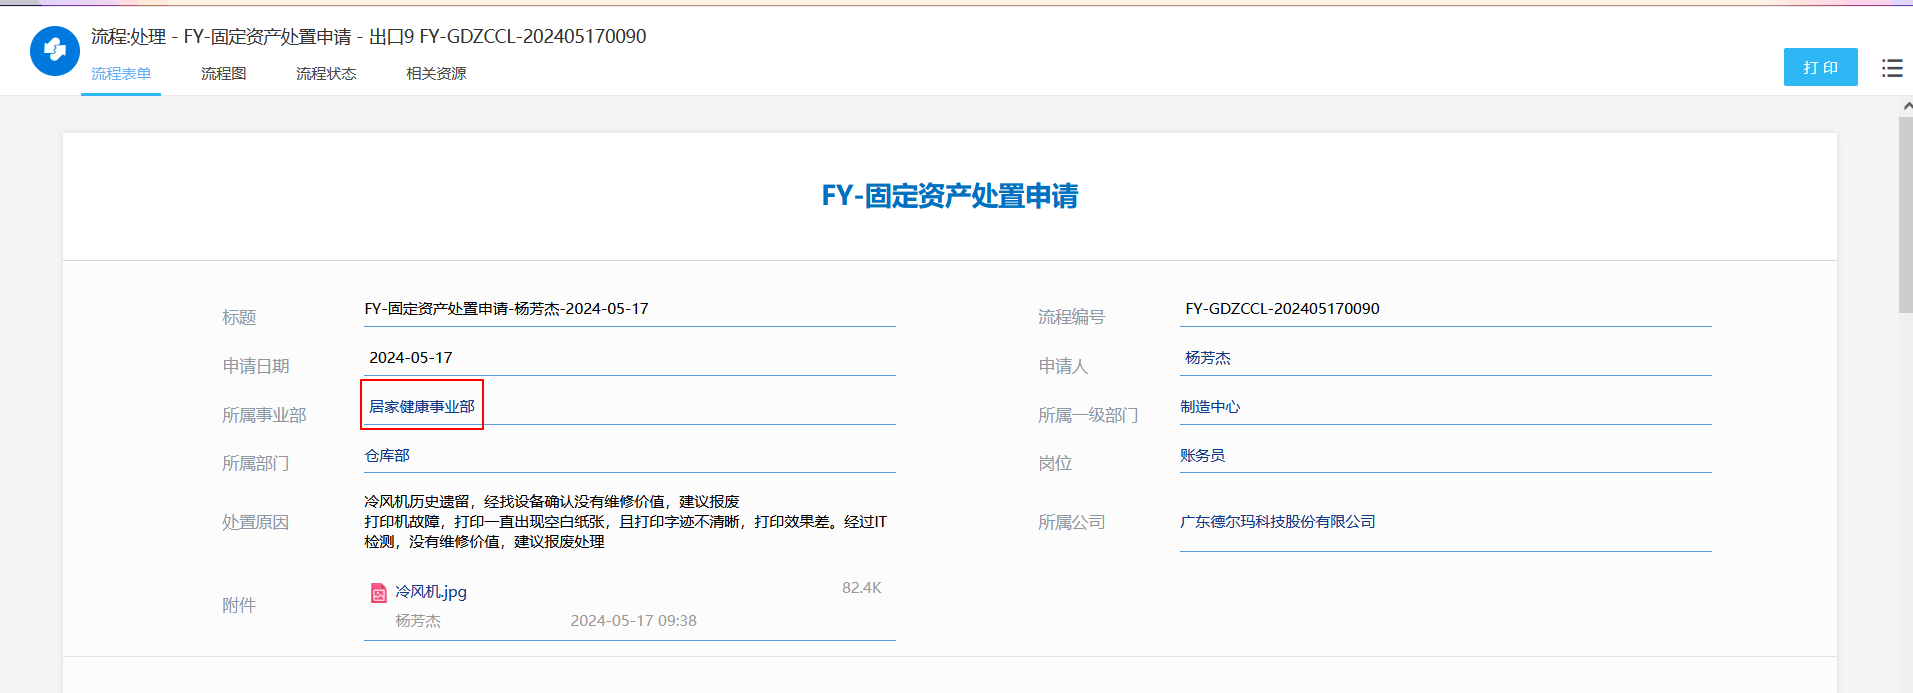 流程:处理 - FY-固定资产处置申请 - 出口9 FY-GDZCCL-202405170090
流程表单 流程图 流程状态 相关资源
打 印
FY-固定资产处置申请
标题 FY-固定资产处置申请-杨芳杰-2024-05-17 流程编号 FY-GDZCCL-202405170090
申请日期 2024-05-17 申请人 杨芳杰
所属事业部 居家健康事业部 所属一级部门 制造中心
所属部门 仓库部 岗位 账务员
处置原因 冷风机历史遗留，经找设备确认没有维修价值，建议报废
打印机故障，打印一直出现空白纸张，且打印字迹不清晰，打印效果差。经过IT
检测，没有维修价值，建议报废处理
所属公司 广东德尔玛科技股份有限公司
附件 冷风机.jpg 82.4K
杨芳杰 2024-05-17 09:38